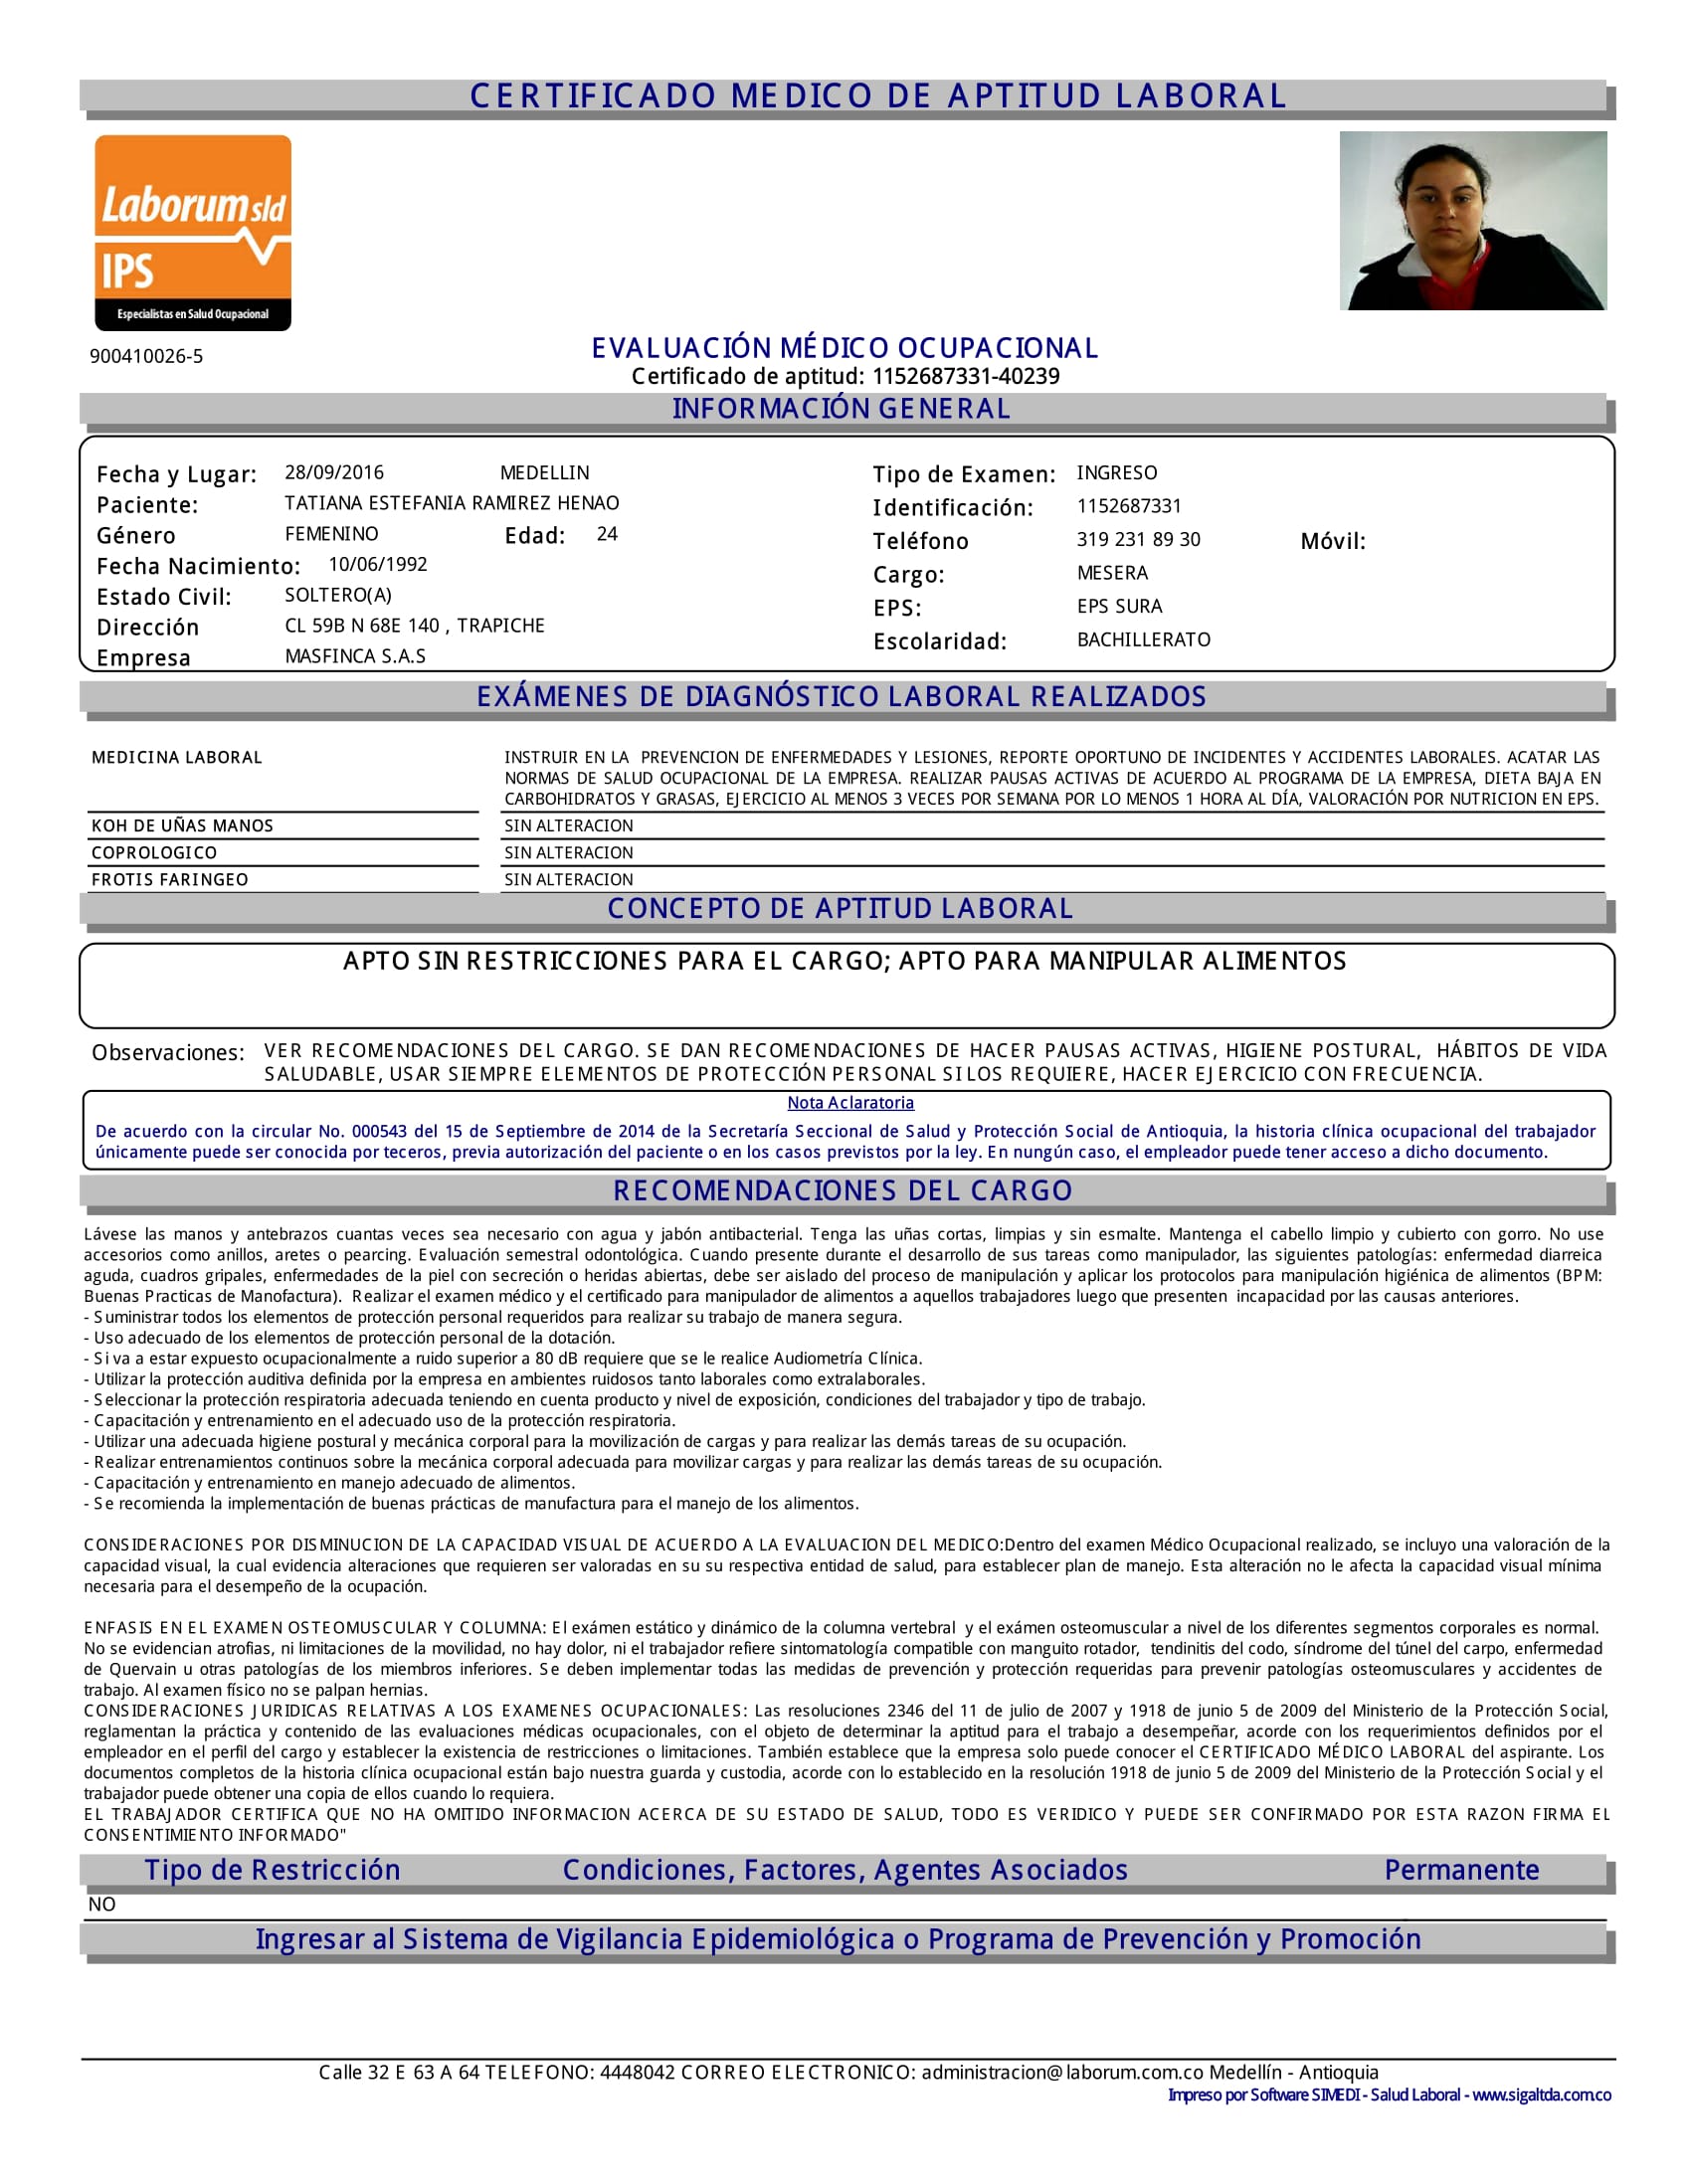 CERTIFICADO MEDICO DE APTITUD LABORAL
Laborum sld
IPS
Especialistas en Salud Ocupacional
900410026-5
EVALUACIÓN MÉDICO OCUPACIONAL
Certificado de aptitud: 1152687331-40239
INFORMACIÓN GENERAL
Fecha y Lugar: 28/09/2016 MEDELLIN Tipo de Examen: INGRESO
Paciente: TATIANA ESTEFANIA RAMIREZ HENAO Identificación: 1152687331
Género FEMENINO Edad: 24 Teléfono 319 231 89 30 Móvil:
Fecha Nacimiento: 10/06/1992 Cargo: MESERA
Estado Civil: SOLTERO(A) EPS: EPS SURA
Dirección CL 59B N 68E 140 , TRAPICHE Escolaridad: BACHILLERATO
Empresa MASFINCA S.A.S
EXÁMENES DE DIAGNÓSTICO LABORAL REALIZADOS
MEDICINA LABORAL INSTRUIR EN LA PREVENCION DE ENFERMEDADES Y LESIONES, REPORTE OPORTUNO DE INCIDENTES Y ACCIDENTES LABORALES. ACATAR LAS
NORMAS DE SALUD OCUPACIONAL DE LA EMPRESA. REALIZAR PAUSAS ACTIVAS DE ACUERDO AL PROGRAMA DE LA EMPRESA, DIETA BAJA EN
CARBOHIDRATOS Y GRASAS, EJERCICIO AL MENOS 3 VECES POR SEMANA POR LO MENOS 1 HORA AL DÍA, VALORACIÓN POR NUTRICION EN EPS.
KOH DE UÑAS MANOS SIN ALTERACION
COPROLOGICO SIN ALTERACION
FROTIS FARINGEO SIN ALTERACION
CONCEPTO DE APTITUD LABORAL
APTO SIN RESTRICCIONES PARA EL CARGO; APTO PARA MANIPULAR ALIMENTOS
Observaciones: VER RECOMENDACIONES DEL CARGO. SE DAN RECOMENDACIONES DE HACER PAUSAS ACTIVAS, HIGIENE POSTURAL, HÁBITOS DE VIDA
SALUDABLE, USAR SIEMPRE ELEMENTOS DE PROTECCIÓN PERSONAL SI LOS REQUIERE, HACER EJERCICIO CON FRECUENCIA.
Nota Aclaratoria
De acuerdo con la circular No. 000543 del 15 de Septiembre de 2014 de la Secretaría Seccional de Salud y Protección Social de Antioquia, la historia clínica ocupacional del trabajador
únicamente puede ser conocida por teceros, previa autorización del paciente o en los casos previstos por la ley. En nungún caso, el empleador puede tener acceso a dicho documento.
RECOMENDACIONES DEL CARGO
Lávese las manos y antebrazos cuantas veces sea necesario con agua y jabón antibacterial. Tenga las uñas cortas, limpias y sin esmalte. Mantenga el cabello limpio y cubierto con gorro. No use
accesorios como anillos, aretes o pearcing. Evaluación semestral odontológica. Cuando presente durante el desarrollo de sus tareas como manipulador, las siguientes patologías: enfermedad diarreica
aguda, cuadros gripales, enfermedades de la piel con secreción o heridas abiertas, debe ser aislado del proceso de manipulación y aplicar los protocolos para manipulación higiénica de alimentos (BPM:
Buenas Practicas de Manofactura). Realizar el examen médico y el certificado para manipulador de alimentos a aquellos trabajadores luego que presenten incapacidad por las causas anteriores.
- Suministrar todos los elementos de protección personal requeridos para realizar su trabajo de manera segura.
- Uso adecuado de los elementos de protección personal de la dotación.
- Si va a estar expuesto ocupacionalmente a ruido superior a 80 dB requiere que se le realice Audiometría Clínica.
- Utilizar la protección auditiva definida por la empresa en ambientes ruidosos tanto laborales como extralaborales.
- Seleccionar la protección respiratoria adecuada teniendo en cuenta producto y nivel de exposición, condiciones del trabajador y tipo de trabajo.
- Capacitación y entrenamiento en el adecuado uso de la protección respiratoria.
- Utilizar una adecuada higiene postural y mecánica corporal para la movilización de cargas y para realizar las demás tareas de su ocupación.
- Realizar entrenamientos continuos sobre la mecánica corporal adecuada para movilizar cargas y para realizar las demás tareas de su ocupación.
- Capacitación y entrenamiento en manejo adecuado de alimentos.
- Se recomienda la implementación de buenas prácticas de manufactura para el manejo de los alimentos.
CONSIDERACIONES POR DISMINUCION DE LA CAPACIDAD VISUAL DE ACUERDO A LA EVALUACION DEL MEDICO:Dentro del examen Médico Ocupacional realizado, se incluyo una valoración de la
capacidad visual, la cual evidencia alteraciones que requieren ser valoradas en su su respectiva entidad de salud, para establecer plan de manejo. Esta alteración no le afecta la capacidad visual mínima
necesaria para el desempeño de la ocupación.
ENFASIS EN EL EXAMEN OSTEOMUSCULAR Y COLUMNA: El exámen estático y dinámico de la columna vertebral y el exámen osteomuscular a nivel de los diferentes segmentos corporales es normal.
No se evidencian atrofias, ni limitaciones de la movilidad, no hay dolor, ni el trabajador refiere sintomatología compatible con manguito rotador, tendinitis del codo, síndrome del túnel del carpo, enfermedad
de Quervain u otras patologías de los miembros inferiores. Se deben implementar todas las medidas de prevención y protección requeridas para prevenir patologías osteomusculares y accidentes de
trabajo. Al examen físico no se palpan hernias.
CONSIDERACIONES JURIDICAS RELATIVAS A LOS EXAMENES OCUPACIONALES: Las resoluciones 2346 del 11 de julio de 2007 y 1918 de junio 5 de 2009 del Ministerio de la Protección Social,
reglamentan la práctica y contenido de las evaluaciones médicas ocupacionales, con el objeto de determinar la aptitud para el trabajo a desempeñar, acorde con los requerimientos definidos por el
empleador en el perfil del cargo y establecer la existencia de restricciones o limitaciones. También establece que la empresa solo puede conocer el CERTIFICADO MÉDICO LABORAL del aspirante. Los
documentos completos de la historia clínica ocupacional están bajo nuestra guarda y custodia, acorde con lo establecido en la resolución 1918 de junio 5 de 2009 del Ministerio de la Protección Social y el
trabajador puede obtener una copia de ellos cuando lo requiera.
EL TRABAJADOR CERTIFICA QUE NO HA OMITIDO INFORMACION ACERCA DE SU ESTADO DE SALUD, TODO ES VERIDICO Y PUEDE SER CONFIRMADO POR ESTA RAZON FIRMA EL
CONSENTIMIENTO INFORMADO"
Tipo de Restricción Condiciones, Factores, Agentes Asociados Permanente
NO
Ingresar al Sistema de Vigilancia Epidemiológica o Programa de Prevención y Promoción
Calle 32 E 63 A 64 TELEFONO: 4448042 CORREO ELECTRONICO: administracion@laborum.com.co Medellín - Antioquia
Impreso por Software SIMEDI - Salud Laboral - www.sigaltda.com.co